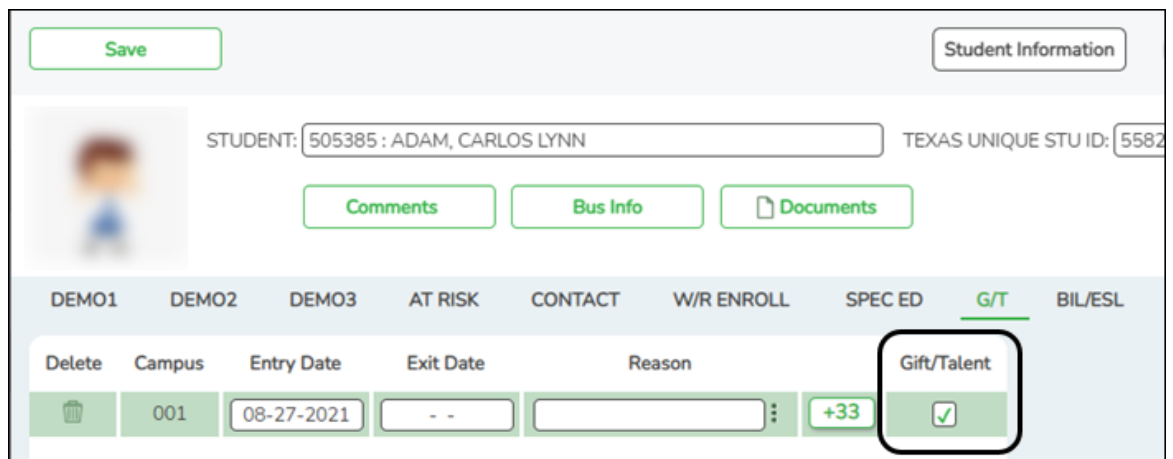 Save Student Information
STUDENT: 505385 : ADAM, CARLOS LYNN TEXAS UNIQUE STU ID: 5582
Comments Bus Info Documents
DEMO1 DEMO2 DEMO3 AT RISK CONTACT W/R ENROLL SPEC ED G/T BIL/ESL
Delete Campus Entry Date Exit Date Reason Gift/Talent
001 08-27-2021 - - +33